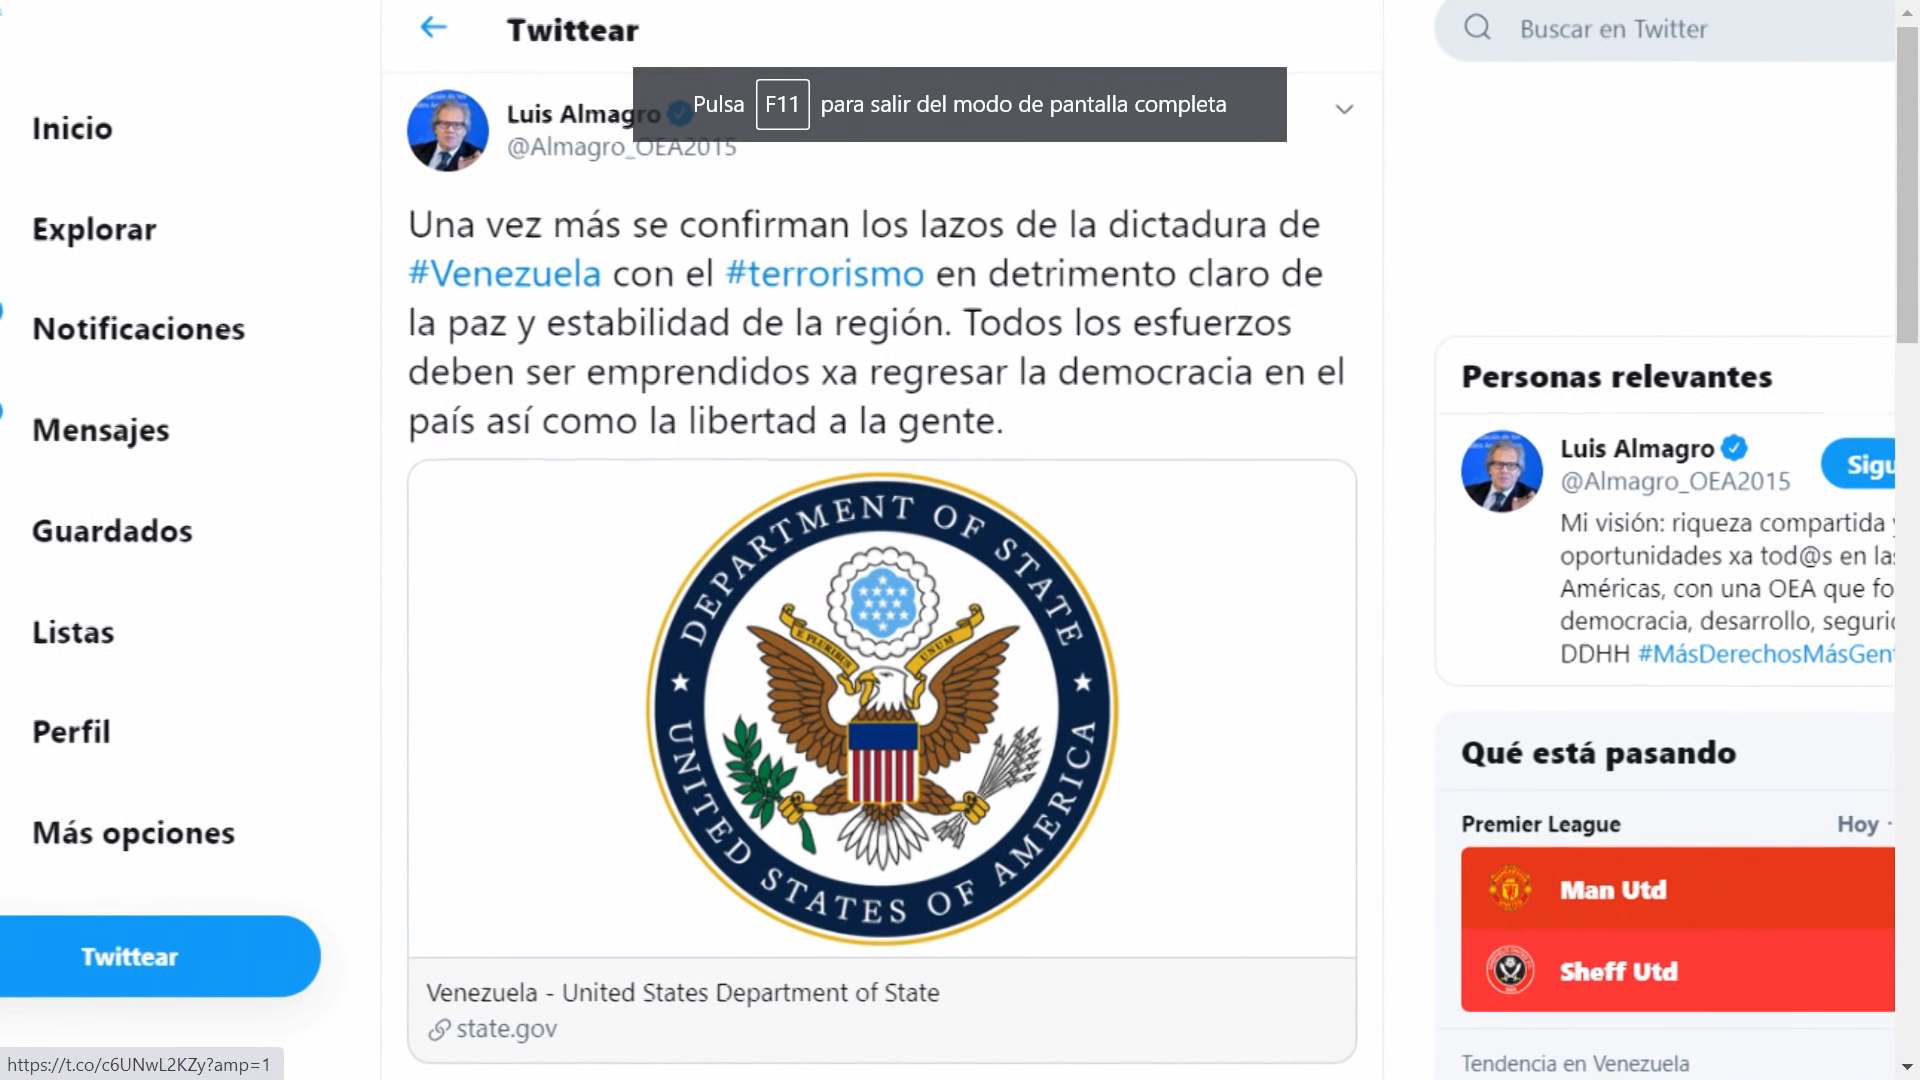 Inicio
Explorar
Notificaciones
Mensajes
Guardados
Listas
Perfil
Más opciones
Twittear
https://t.co/c6UNwL2KZy?amp=1
Twittear
Pulsa F11 para salir del modo de pantalla completa
Luis Almagro
@Almagro_OEA2015
Una vez más se confirman los lazos de la dictadura de
#Venezuela con el #terrorismo en detrimento claro de
la paz y estabilidad de la región. Todos los esfuerzos
deben ser emprendidos xa regresar la democracia en el
país así como la libertad a la gente.
DEPARTMENT OF STATE
E PLURIBUS UNUM
UNITED STATES OF AMERICA
Venezuela - United States Department of State
state.gov
Buscar en Twitter
Personas relevantes
Luis Almagro
@Almagro_OEA2015
Sigu
Mi visión: riqueza compartida y
oportunidades xa tod@s en las
Américas, con una OEA que fo
democracia, desarrollo, seguric
DDHH #MásDerechosMásGent
Qué está pasando
Premier League
Hoy ·
Man Utd
Sheff Utd
Tendencia en Venezuela